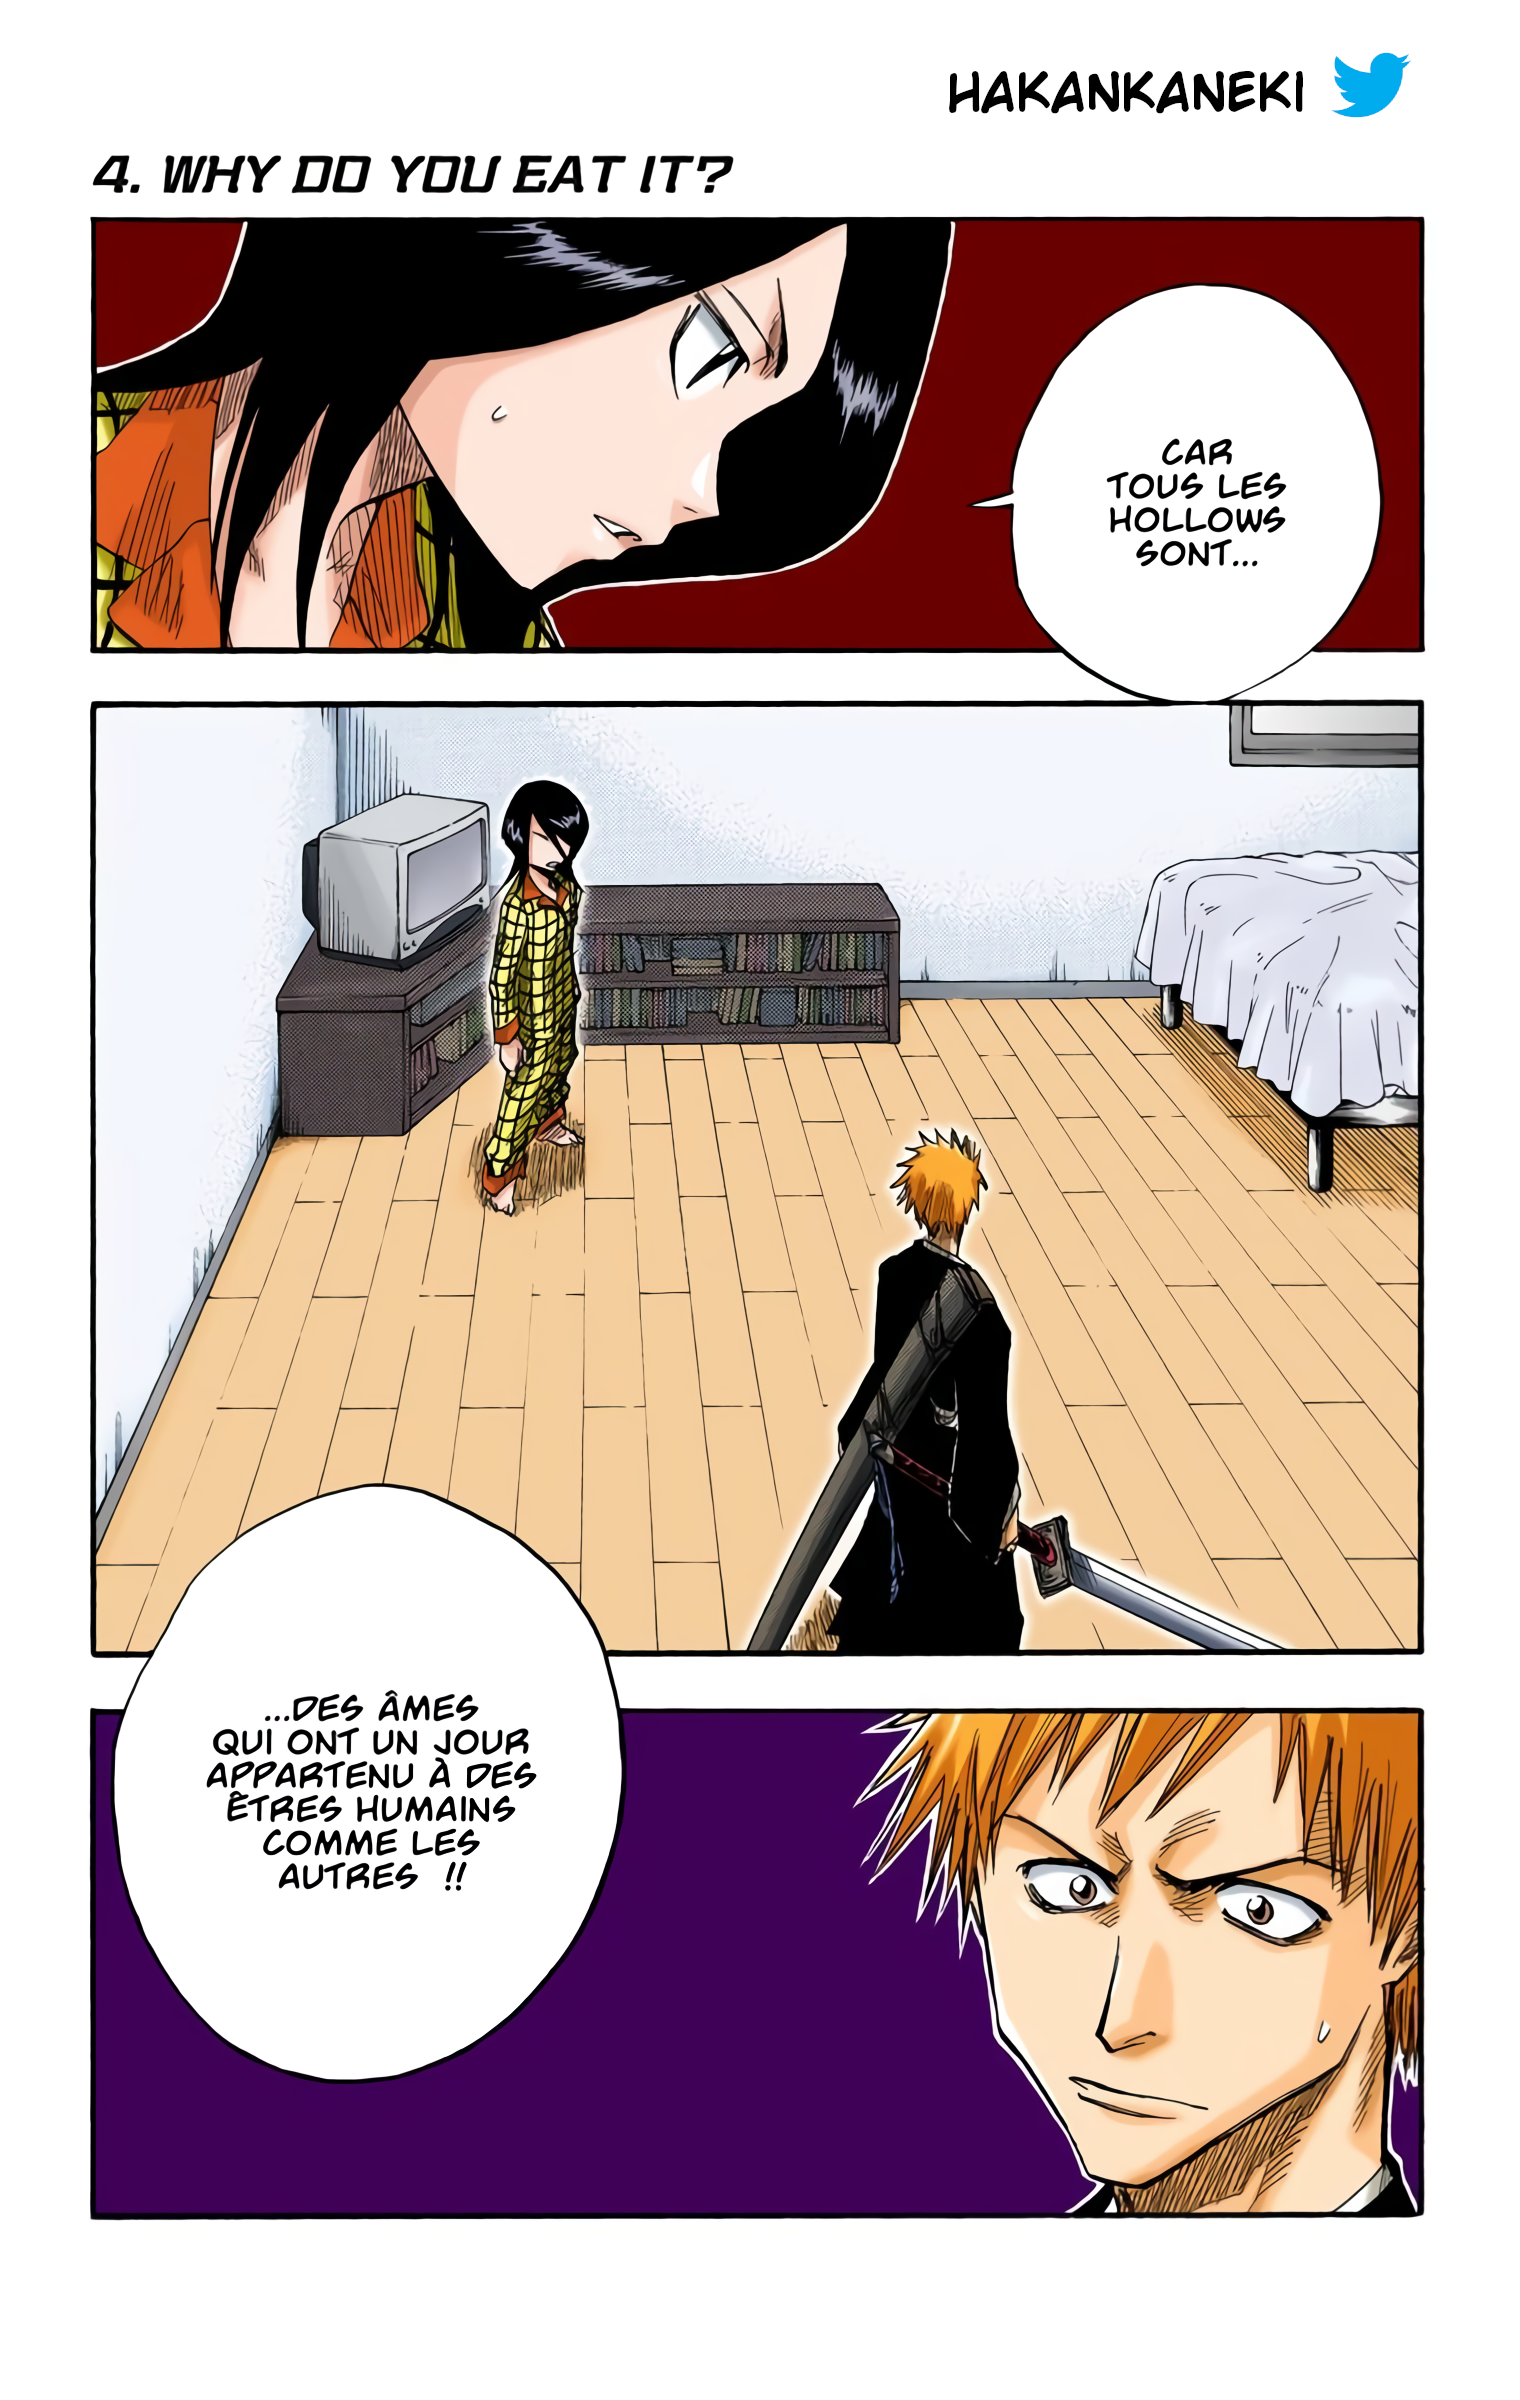 HAKANKANEKI
4. WHY DO YOU EAT IT?
CAR
TOUS LES
HOLLOWS
SONT...
...DES ÂMES
QUI ONT UN JOUR
APPARTENU À DES
ÊTRES HUMAINS
COMME LES
AUTRES !!